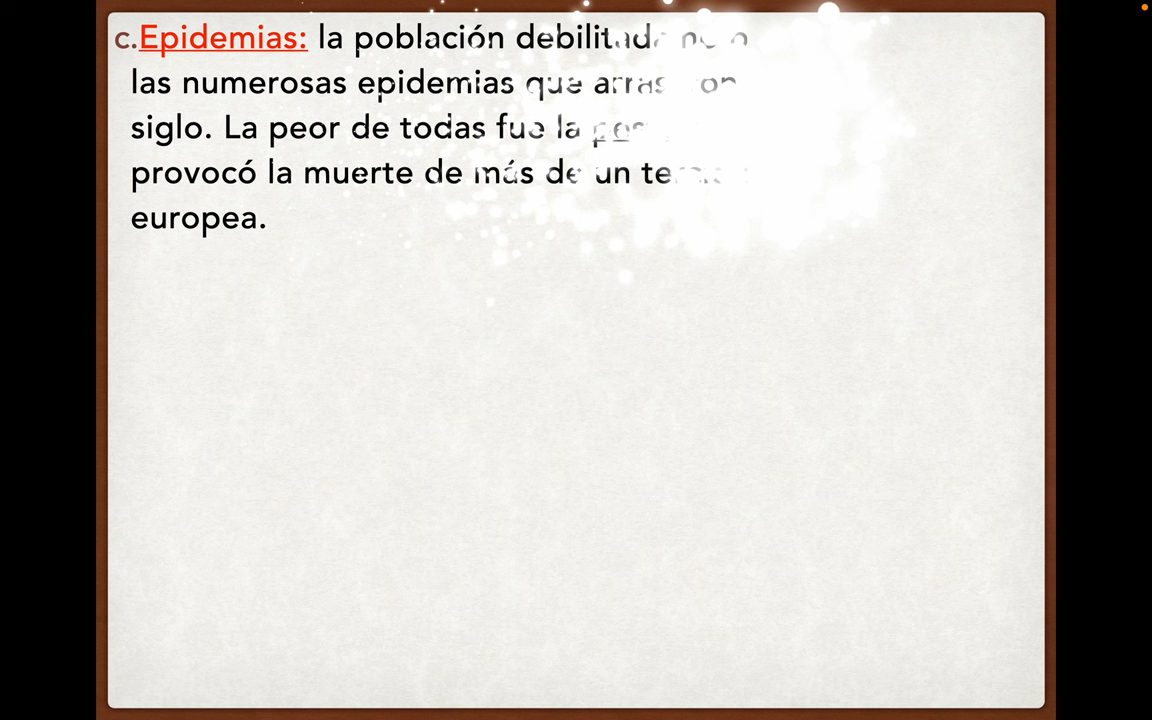 c.Epidemias: la población debilitada no
las numerosas epidemias que
siglo. La peor de todas fue la
provocó la muerte de más de un
europea.